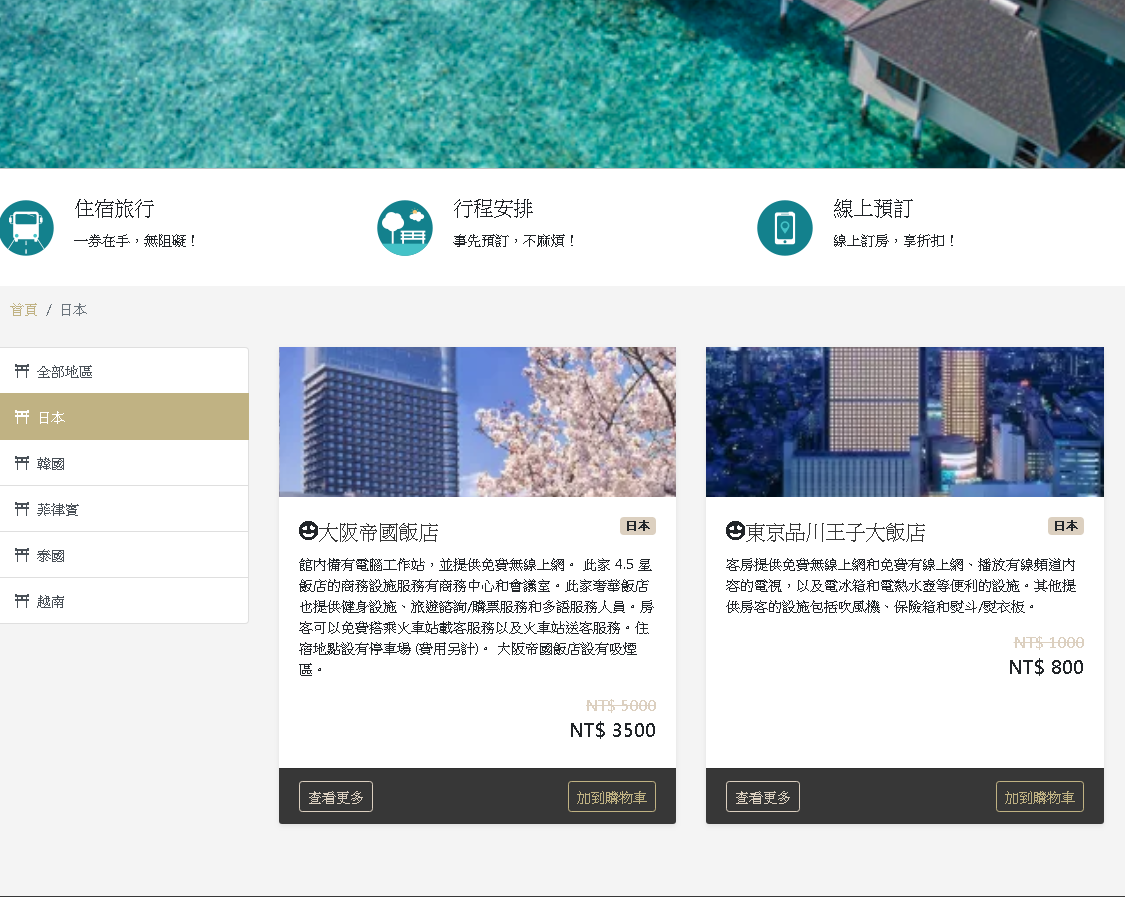 住宿旅行
一券在手，無阻礙！
行程安排
事先預訂，不麻煩！
線上預訂
線上訂房，享折扣！
首頁 / 日本
全部地區
日本
韓國
菲律賓
泰國
越南
大阪帝國飯店
日本
館內備有電腦工作站，並提供免費無線上網。 此家 4.5 星
飯店的商務設施服務有商務中心和會議室。此家奢華飯店
也提供健身設施、旅遊諮詢/購票服務和多語服務人員。房
客可以免費搭乘火車站載客服務以及火車站送客服務。住
宿地點設有停車場 (費用另計)。 大阪帝國飯店設有吸煙
區。
NT$ 5000
NT$ 3500
查看更多
加到購物車
東京品川王子大飯店
日本
客房提供免費無線上網和免費有線上網、播放有線頻道內
容的電視，以及電冰箱和電熱水壺等便利的設施。其他提
供房客的設施包括吹風機、保險箱和熨斗/熨衣板。
NT$ 1000
NT$ 800
查看更多
加到購物車